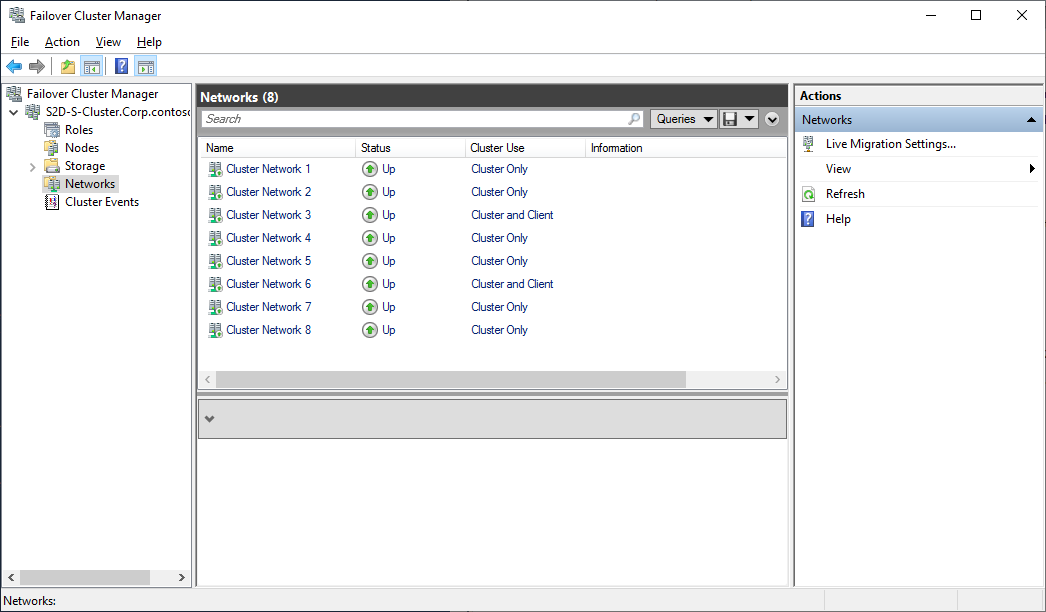 Failover Cluster Manager
File Action View Help
Failover Cluster Manager
S2D-S-Cluster.Corp.contoso
Roles
Nodes
Storage
Networks
Cluster Events
Networks (8)
Search
Queries
Name Status Cluster Use Information
Cluster Network 1 Up Cluster Only
Cluster Network 2 Up Cluster Only
Cluster Network 3 Up Cluster and Client
Cluster Network 4 Up Cluster Only
Cluster Network 5 Up Cluster Only
Cluster Network 6 Up Cluster and Client
Cluster Network 7 Up Cluster Only
Cluster Network 8 Up Cluster Only
Actions
Networks
Live Migration Settings...
View
Refresh
Help
Networks: